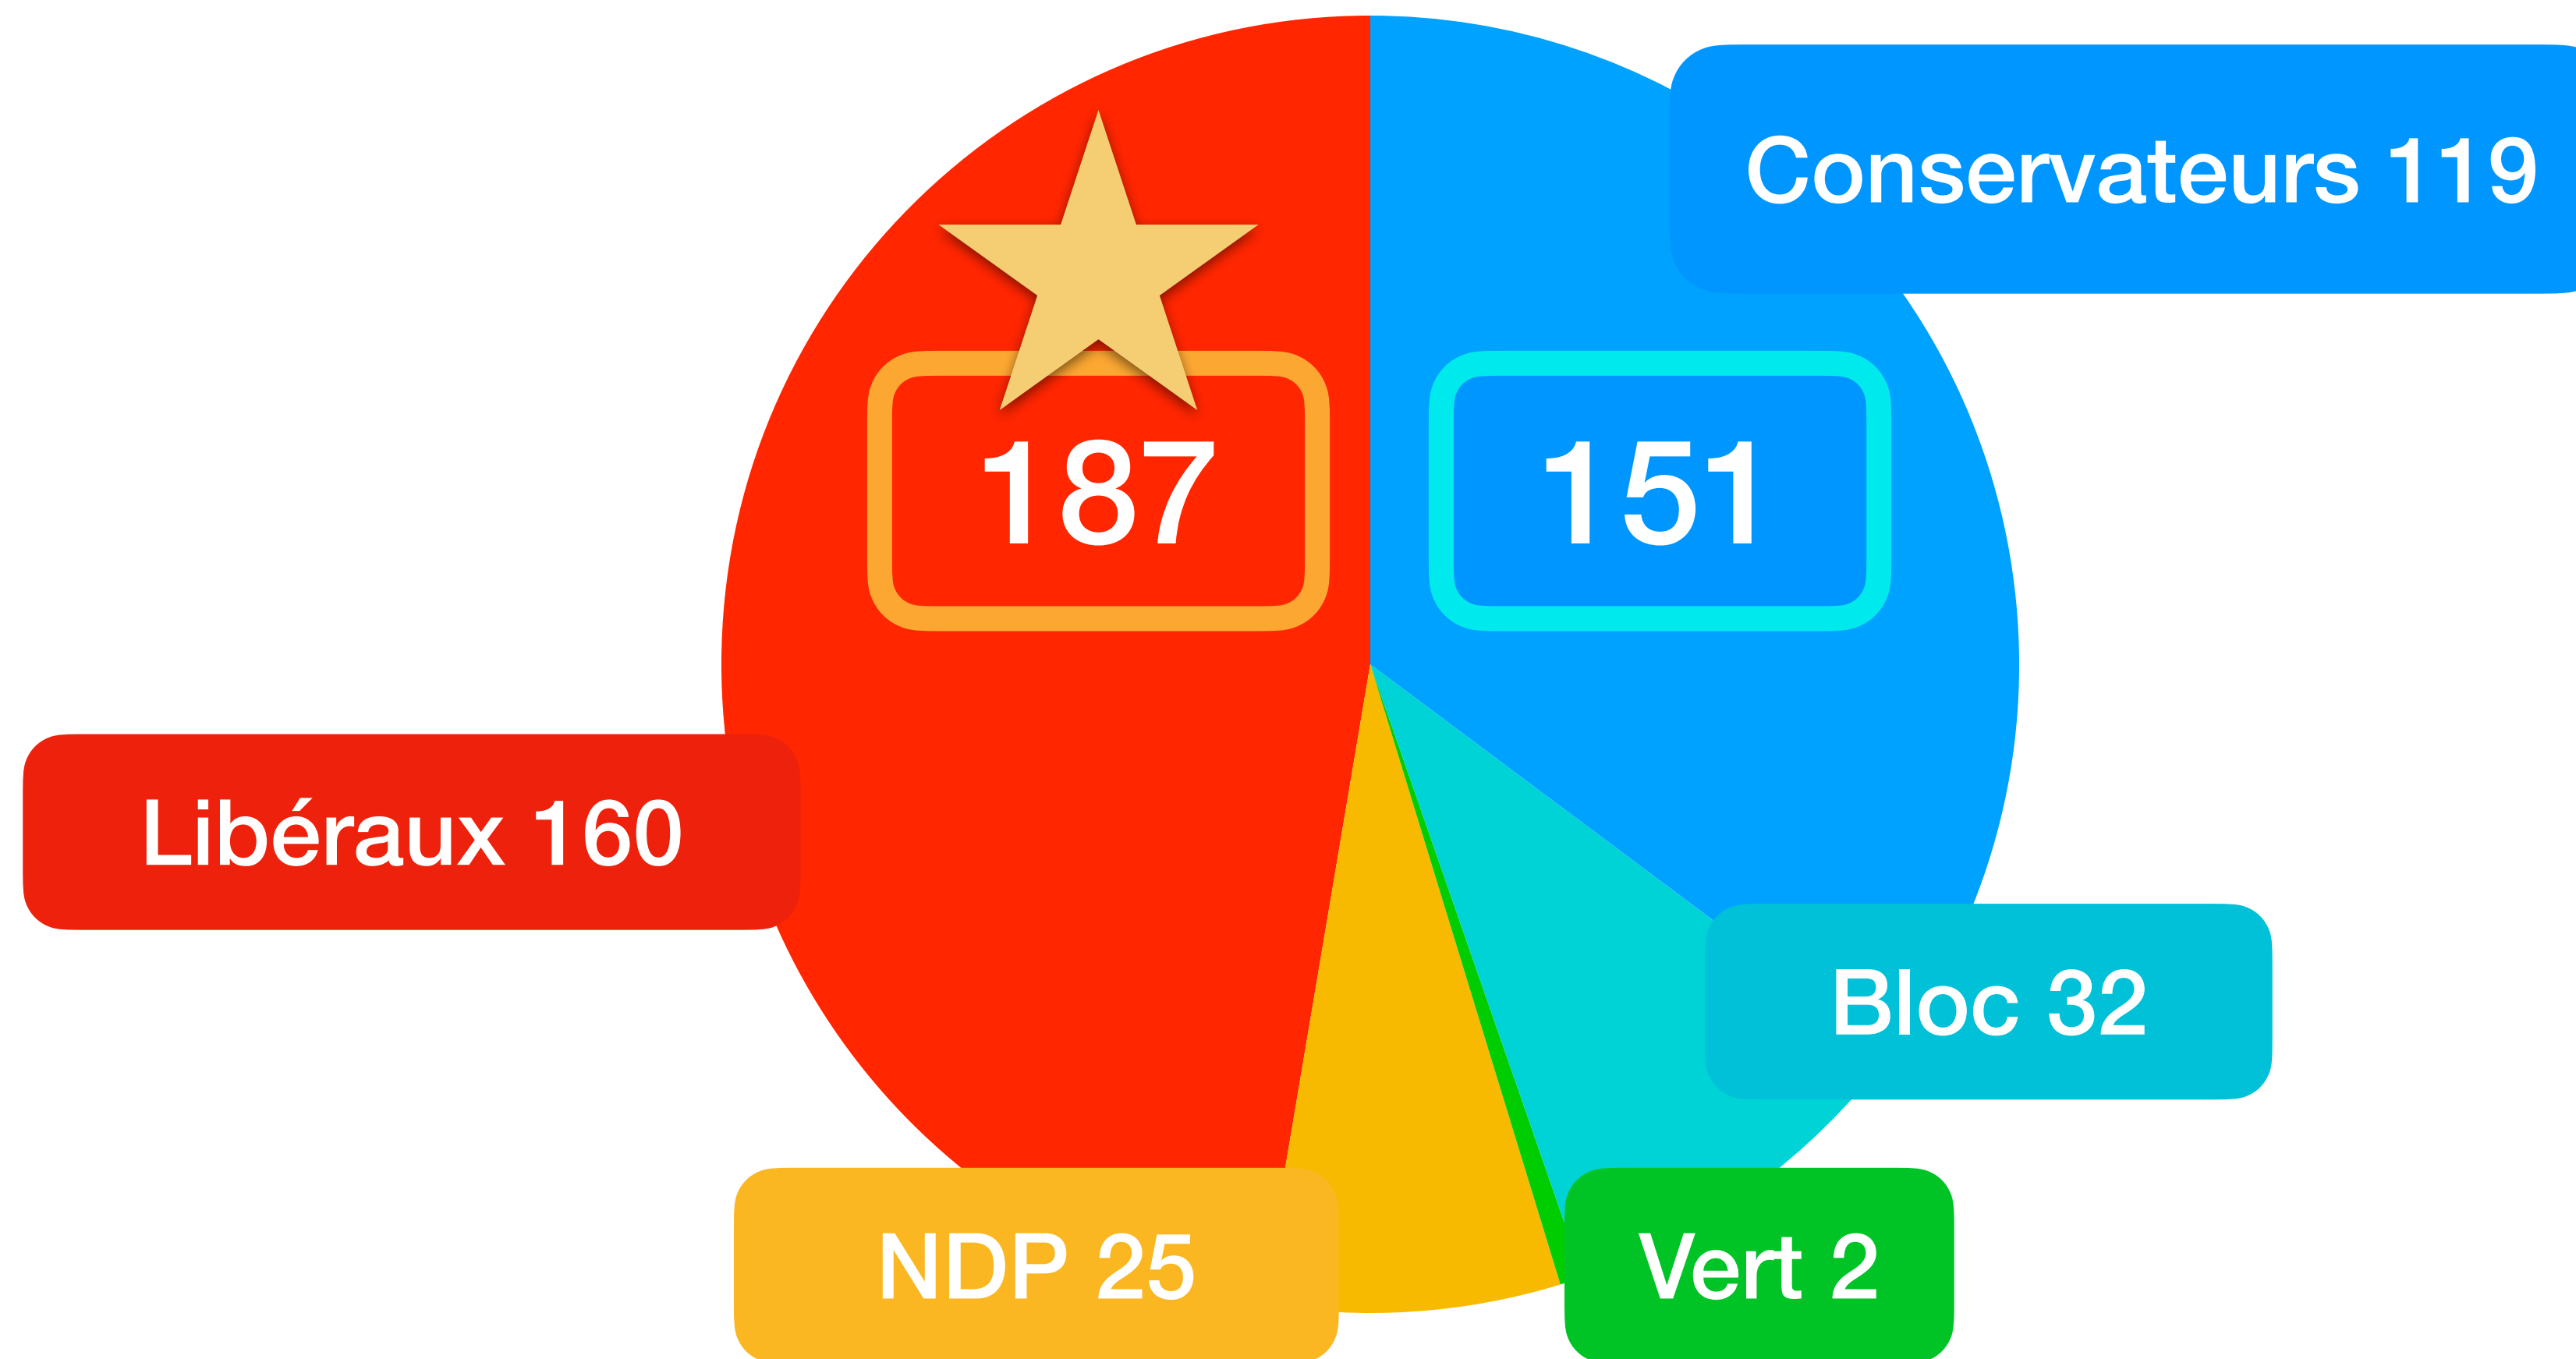 Conservateurs 119
187
151
Libéraux 160
Bloc 32
NDP 25
Vert 2